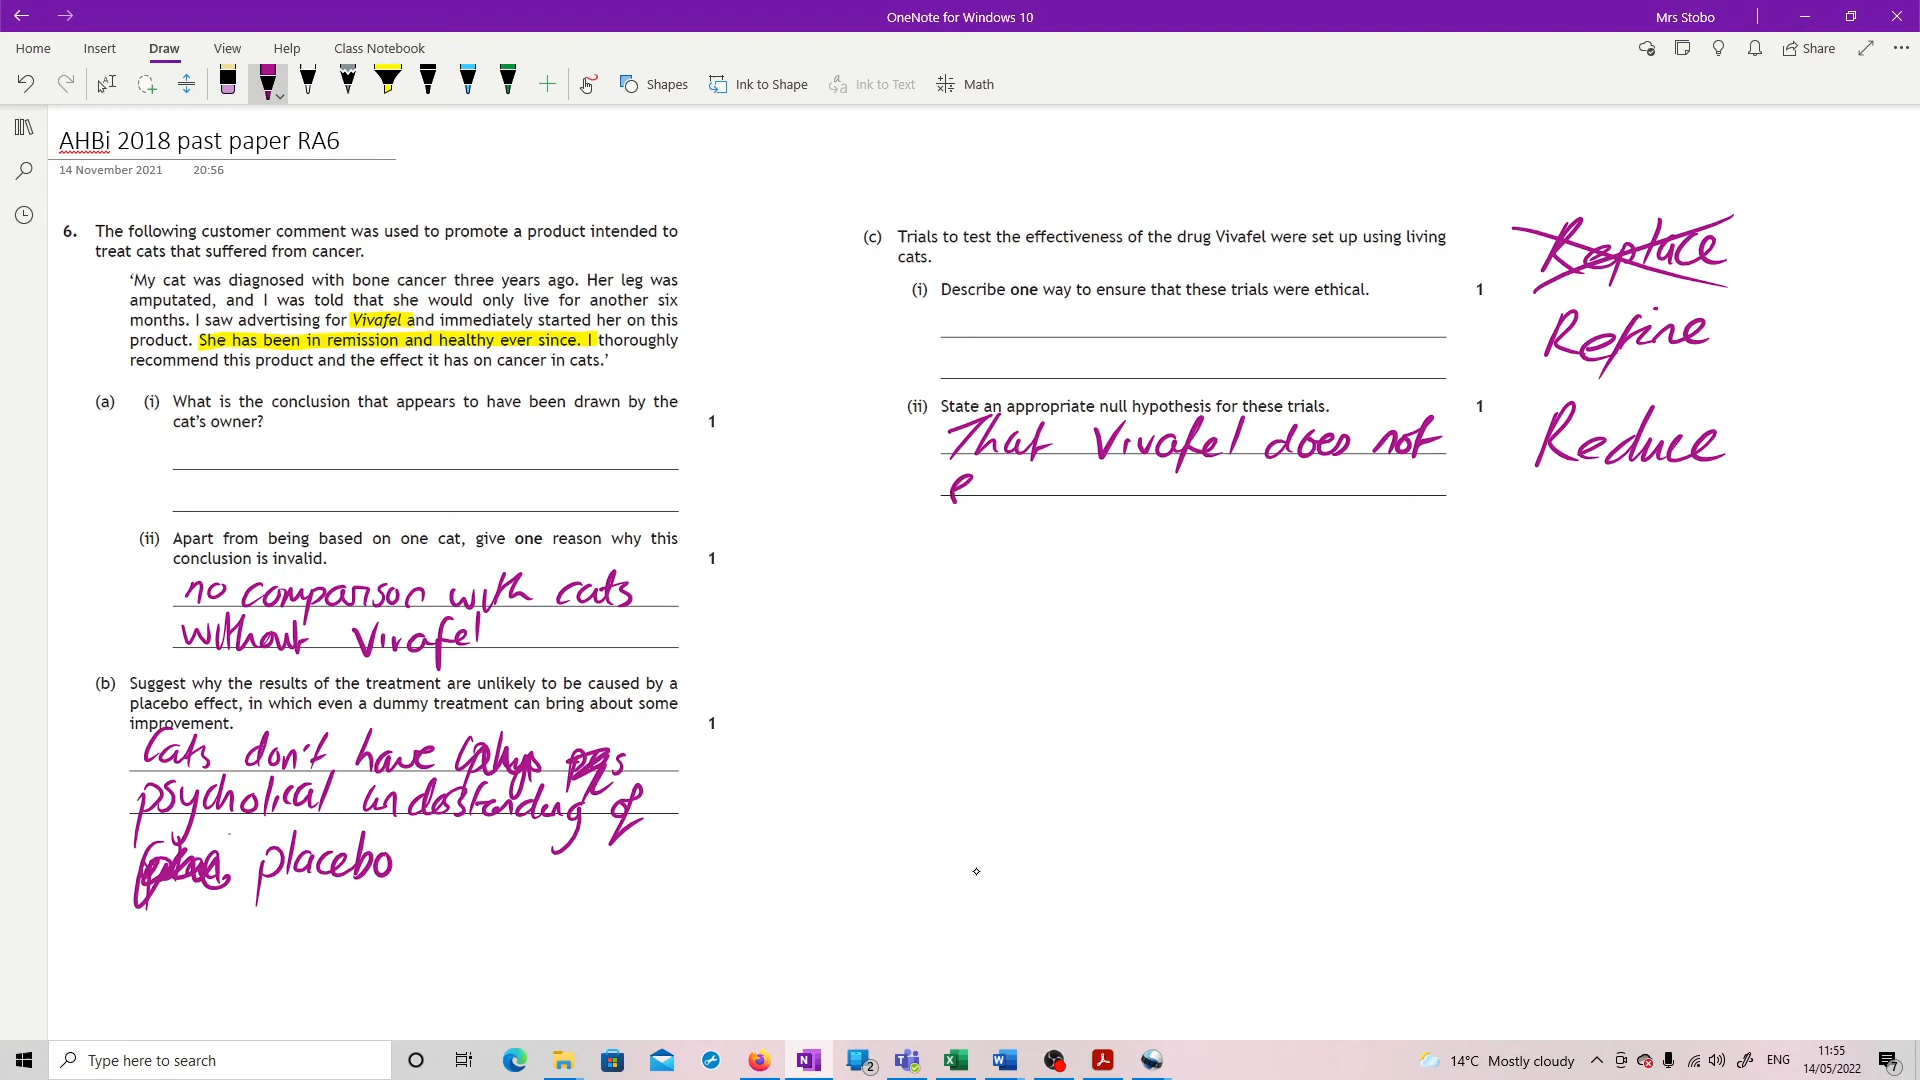 OneNote for Windows 10
Mrs Stobo
Home Insert Draw View Help Class Notebook
Share
Shapes Ink to Shape Ink to Text Math
AHBi 2018 past paper RA6
14 November 2021 20:56
6. The following customer comment was used to promote a product intended to
treat cats that suffered from cancer.
‘My cat was diagnosed with bone cancer three years ago. Her leg was
amputated, and I was told that she would only live for another six
months. I saw advertising for Vivafel and immediately started her on this
product. She has been in remission and healthy ever since. I thoroughly
recommend this product and the effect it has on cancer in cats.’
(a) (i) What is the conclusion that appears to have been drawn by the
cat’s owner? 1
(ii) Apart from being based on one cat, give one reason why this
conclusion is invalid. 1
no comparison with cats
without Vivafel
(b) Suggest why the results of the treatment are unlikely to be caused by a
placebo effect, in which even a dummy treatment can bring about some
improvement. 1
Cats don't have
psycholical understanding of
placebo
(c) Trials to test the effectiveness of the drug Vivafel were set up using living
cats.
(i) Describe one way to ensure that these trials were ethical. 1
(ii) State an appropriate null hypothesis for these trials. 1
That Vivafel does not
e
Replace
Refine
Reduce
Type here to search
2
14°C Mostly cloudy
ENG
11:55
14/05/2022
7